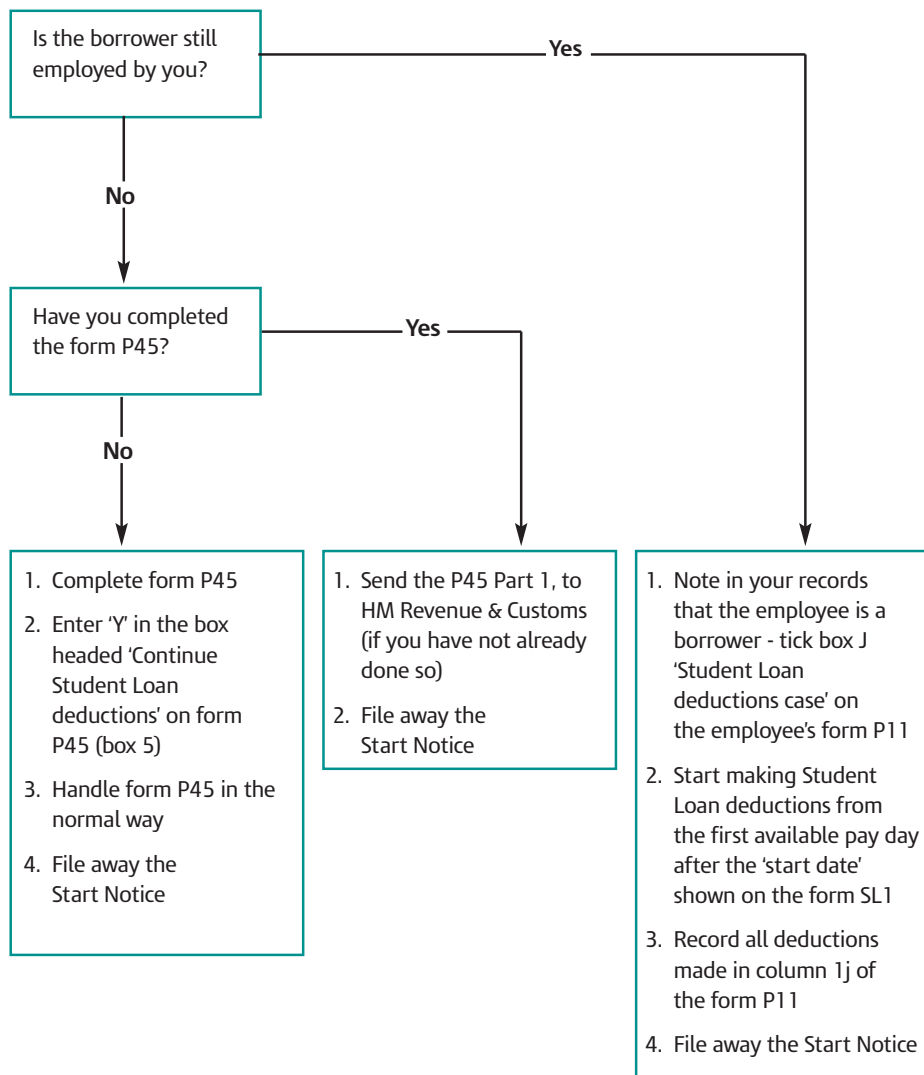 Is the borrower still
employed by you?
Yes
No
Have you completed
the form P45?
Yes
No
1. Complete form P45
2. Enter ‘Y’ in the box
headed ‘Continue
Student Loan
deductions’ on form
P45 (box 5)
3. Handle form P45 in the
normal way
4. File away the
Start Notice
1. Send the P45 Part 1, to
HM Revenue & Customs
(if you have not already
done so)
2. File away the
Start Notice
1. Note in your records
that the employee is a
borrower - tick box J
‘Student Loan
deductions case’ on
the employee’s form P11
2. Start making Student
Loan deductions from
the first available pay day
after the ‘start date’
shown on the form SL1
3. Record all deductions
made in column 1j of
the form P11
4. File away the Start Notice